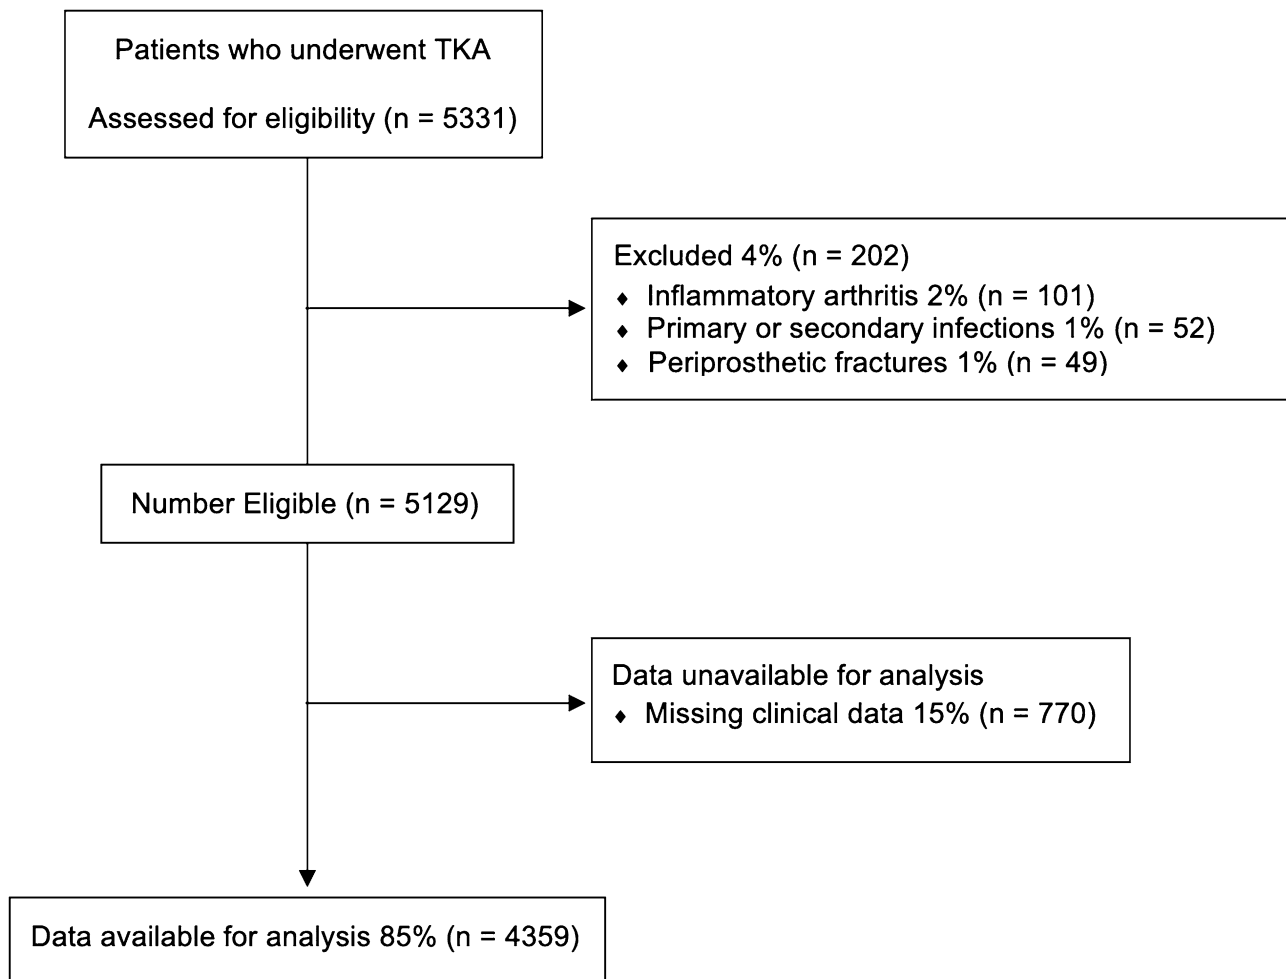 Patients who underwent TKA
Assessed for eligibility (n = 5331)
Excluded 4% (n = 202)
♦ Inflammatory arthritis 2% (n = 101)
♦ Primary or secondary infections 1% (n = 52)
♦ Periprosthetic fractures 1% (n = 49)
Number Eligible (n = 5129)
Data unavailable for analysis
♦ Missing clinical data 15% (n = 770)
Data available for analysis 85% (n = 4359)